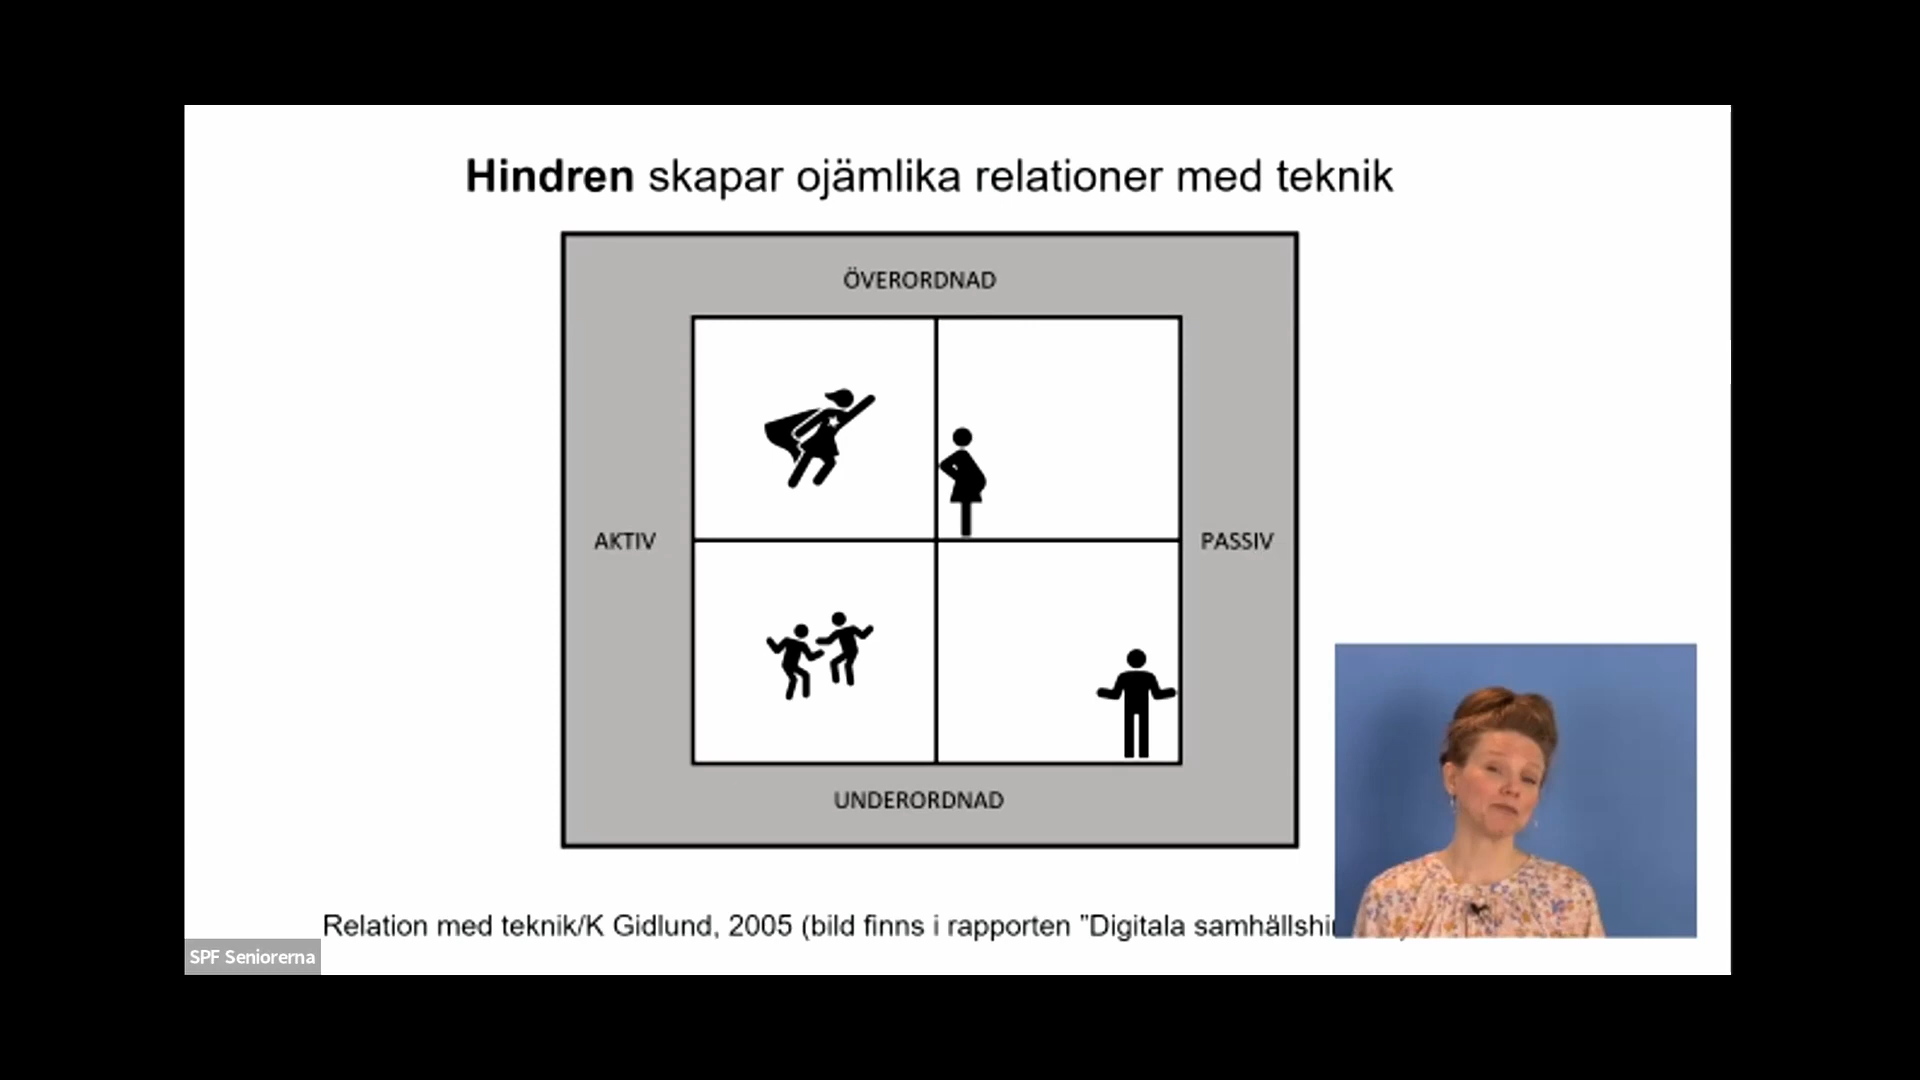 Hindren skapar ojämlika relationer med teknik
ÖVERORDNAD
AKTIV
PASSIV
UNDERORDNAD
Relation med teknik/K Gidlund, 2005 (bild finns i rapporten ”Digitala
SPF Seniorerna